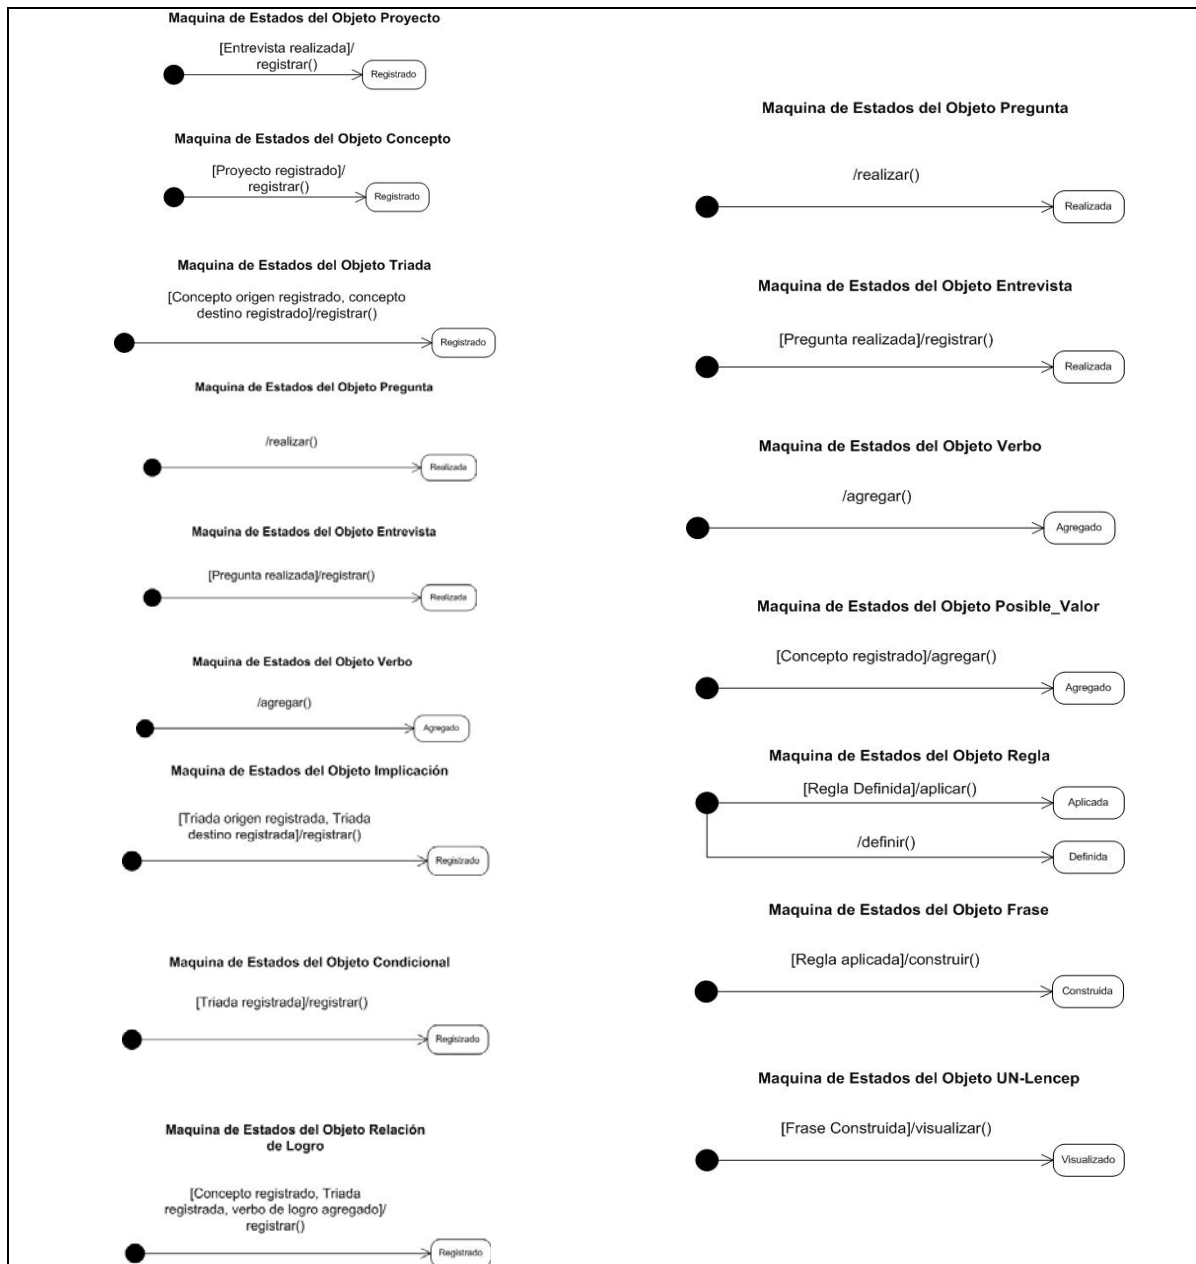 Maquina de Estados del Objeto Proyecto
[Entrevista realizada]/
registrar()
Registrado
Maquina de Estados del Objeto Concepto
[Proyecto registrado]/
registrar()
Registrado
Maquina de Estados del Objeto Triada
[Concepto origen registrado, concepto
destino registrado]/registrar()
Registrado
Maquina de Estados del Objeto Pregunta
/realizar()
Realizada
Maquina de Estados del Objeto Entrevista
[Pregunta realizada]/registrar()
Realizada
Maquina de Estados del Objeto Verbo
/agregar()
Agregado
Maquina de Estados del Objeto Implicación
[Triada origen registrada, Triada
destino registrada]/registrar()
Registrado
Maquina de Estados del Objeto Condicional
[Triada registrada]/registrar()
Registrado
Maquina de Estados del Objeto Relación
de Logro
[Concepto registrado, Triada
registrada, verbo de logro agregado]/
registrar()
Registrado
Maquina de Estados del Objeto Pregunta
/realizar()
Realizada
Maquina de Estados del Objeto Entrevista
[Pregunta realizada]/registrar()
Realizada
Maquina de Estados del Objeto Verbo
/agregar()
Agregado
Maquina de Estados del Objeto Posible_Valor
[Concepto registrado]/agregar()
Agregado
Maquina de Estados del Objeto Regla
[Regla Definida]/aplicar()
Aplicada
/definir()
Definida
Maquina de Estados del Objeto Frase
[Regla aplicada]/construir()
Construida
Maquina de Estados del Objeto UN-Lencep
[Frase Construida]/visualizar()
Visualizado